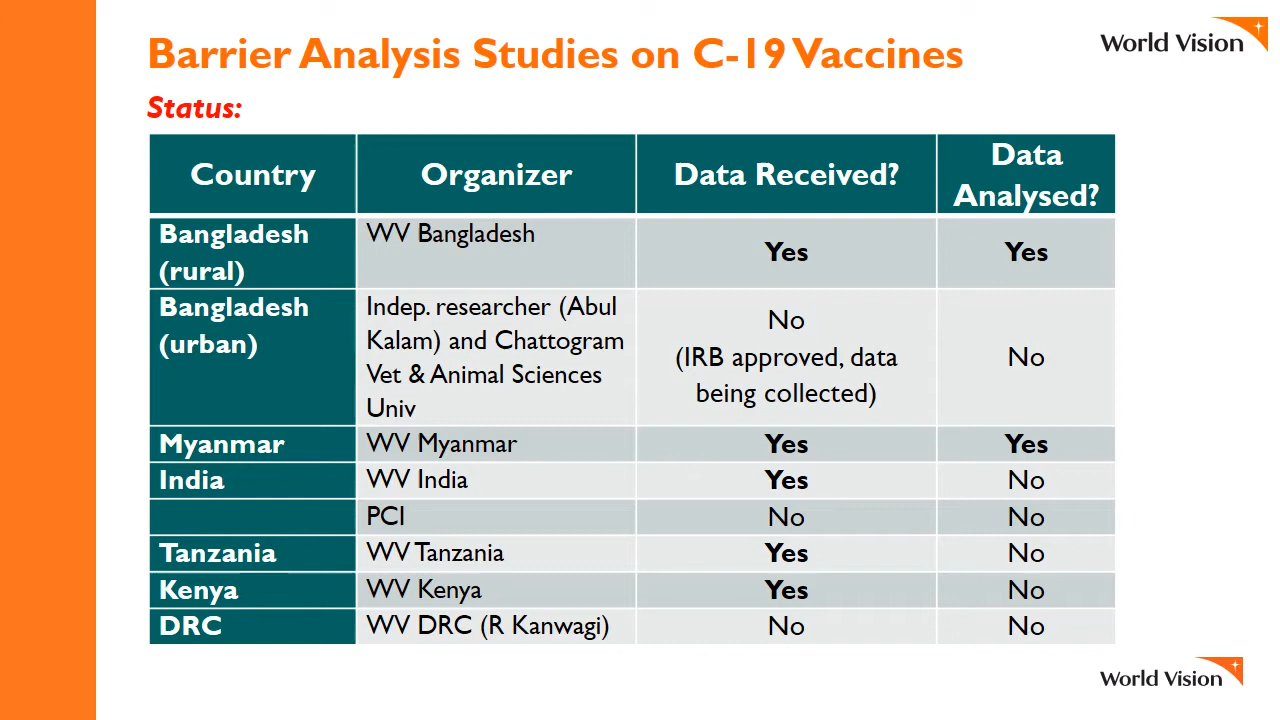 Barrier Analysis Studies on C-19 Vaccines
World Vision
Status:
Country
Organizer
Data Received?
Data
Analysed?
Bangladesh
(rural)
WV Bangladesh
Yes
Yes
Bangladesh
(urban)
Indep. researcher (Abul
Kalam) and Chattogram
Vet & Animal Sciences
Univ
No
(IRB approved, data
being collected)
No
Myanmar
WV Myanmar
Yes
Yes
India
WV India
Yes
No
PCI
No
No
Tanzania
WV Tanzania
Yes
No
Kenya
WV Kenya
Yes
No
DRC
WV DRC (R Kanwagi)
No
No
World Vision